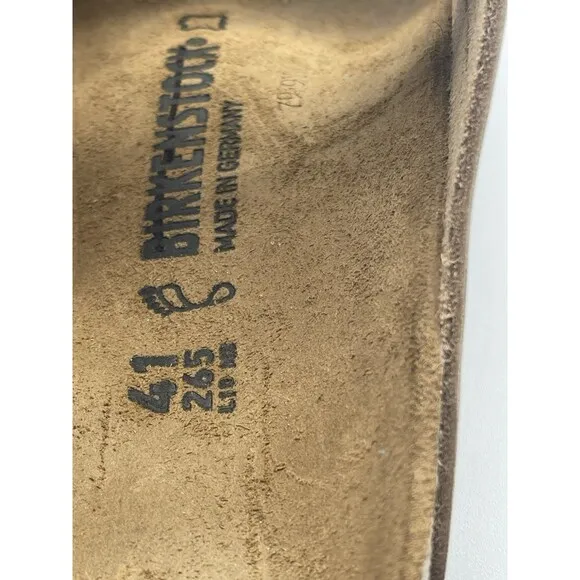 BIRKENSTOCK
MADE IN GERMANY
41
265
L10 M8